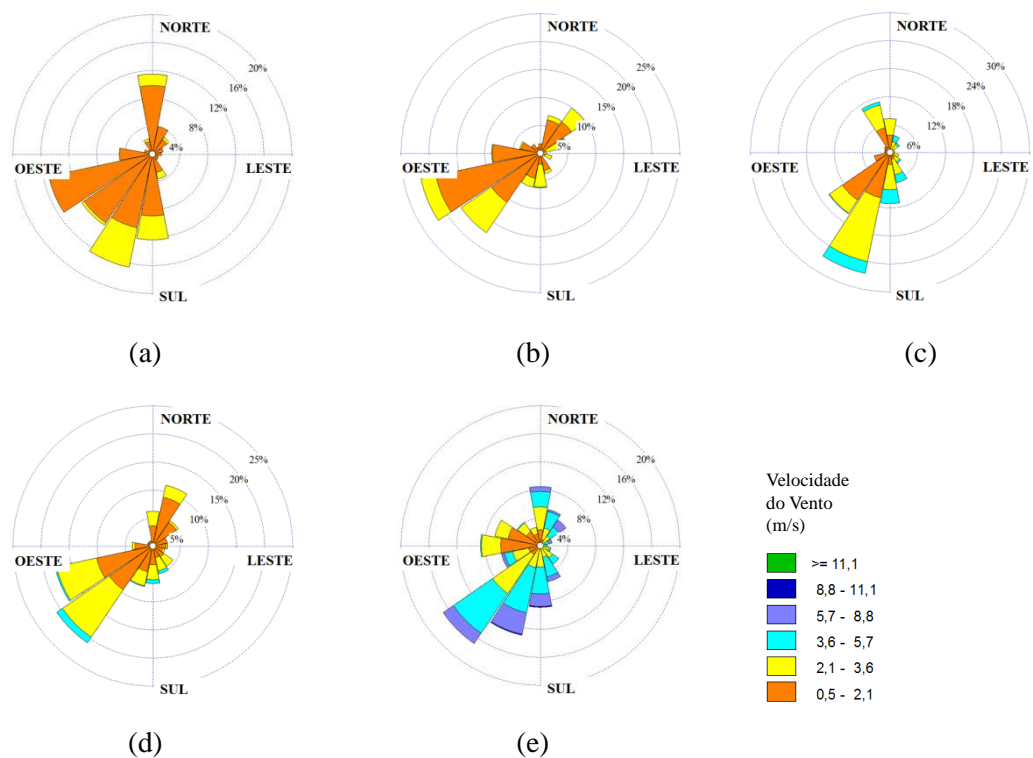 NORTE
20%
16%
12%
8%
4%
OESTE
LESTE
SUL
(a)
NORTE
25%
20%
15%
10%
5%
OESTE
LESTE
SUL
(b)
NORTE
30%
24%
18%
12%
6%
OESTE
LESTE
SUL
(c)
NORTE
25%
20%
15%
10%
5%
OESTE
LESTE
SUL
(d)
NORTE
20%
16%
12%
8%
4%
OESTE
LESTE
SUL
(e)
Velocidade
do Vento
(m/s)
>= 11,1
8,8 - 11,1
5,7 - 8,8
3,6 - 5,7
2,1 - 3,6
0,5 - 2,1